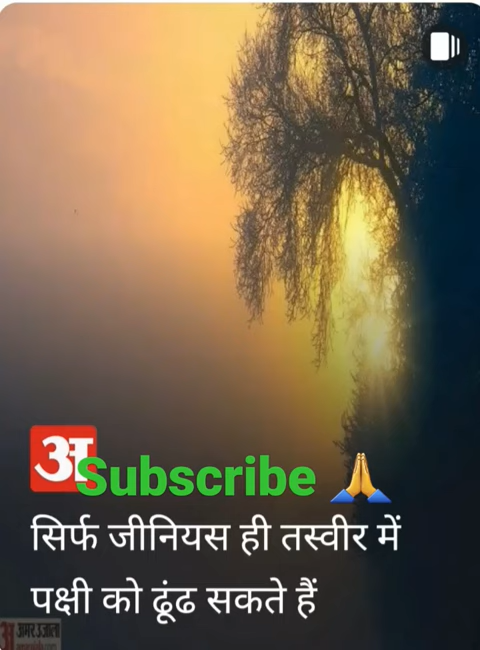 अ
Subscribe 🙏
सिर्फ जीनियस ही तस्वीर में
पक्षी को ढूंढ सकते हैं
अ अमर उजाला